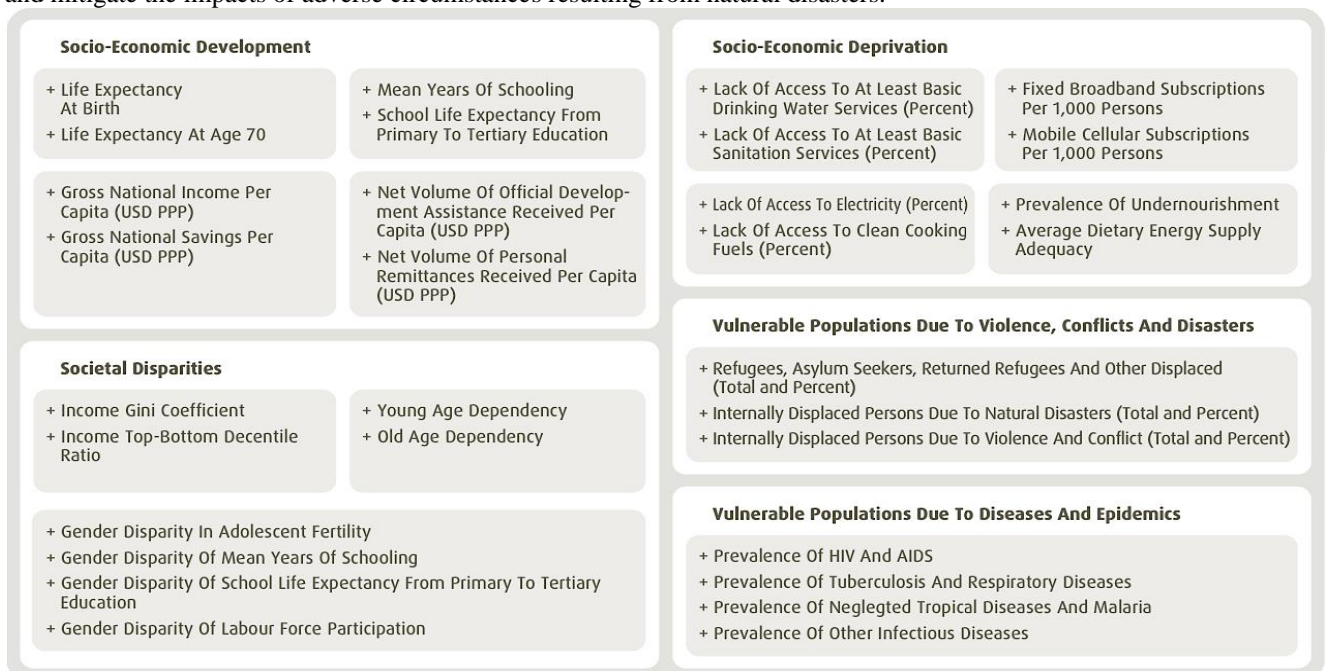 and mitigate the impacts of adverse circumstances resulting from natural disasters.
Socio-Economic Development
+ Life Expectancy
At Birth
+ Life Expectancy At Age 70
+ Mean Years Of Schooling
+ School Life Expectancy From
Primary To Tertiary Education
+ Gross National Income Per
Capita (USD PPP)
+ Gross National Savings Per
Capita (USD PPP)
+ Net Volume Of Official Develop-
ment Assistance Received Per
Capita (USD PPP)
+ Net Volume Of Personal
Remittances Received Per Capita
(USD PPP)
Societal Disparities
+ Income Gini Coefficient
+ Income Top-Bottom Decentile
Ratio
+ Young Age Dependency
+ Old Age Dependency
+ Gender Disparity In Adolescent Fertility
+ Gender Disparity Of Mean Years Of Schooling
+ Gender Disparity Of School Life Expectancy From Primary To Tertiary
Education
+ Gender Disparity Of Labour Force Participation
Socio-Economic Deprivation
+ Lack Of Access To At Least Basic
Drinking Water Services (Percent)
+ Lack Of Access To At Least Basic
Sanitation Services (Percent)
+ Fixed Broadband Subscriptions
Per 1,000 Persons
+ Mobile Cellular Subscriptions
Per 1,000 Persons
+ Lack Of Access To Electricity (Percent)
+ Lack Of Access To Clean Cooking
Fuels (Percent)
+ Prevalence Of Undernourishment
+ Average Dietary Energy Supply
Adequacy
Vulnerable Populations Due To Violence, Conflicts And Disasters
+ Refugees, Asylum Seekers, Returned Refugees And Other Displaced
(Total and Percent)
+ Internally Displaced Persons Due To Natural Disasters (Total and Percent)
+ Internally Displaced Persons Due To Violence And Conflict (Total and Percent)
Vulnerable Populations Due To Diseases And Epidemics
+ Prevalence Of HIV And AIDS
+ Prevalence Of Tuberculosis And Respiratory Diseases
+ Prevalence Of Neglegted Tropical Diseases And Malaria
+ Prevalence Of Other Infectious Diseases